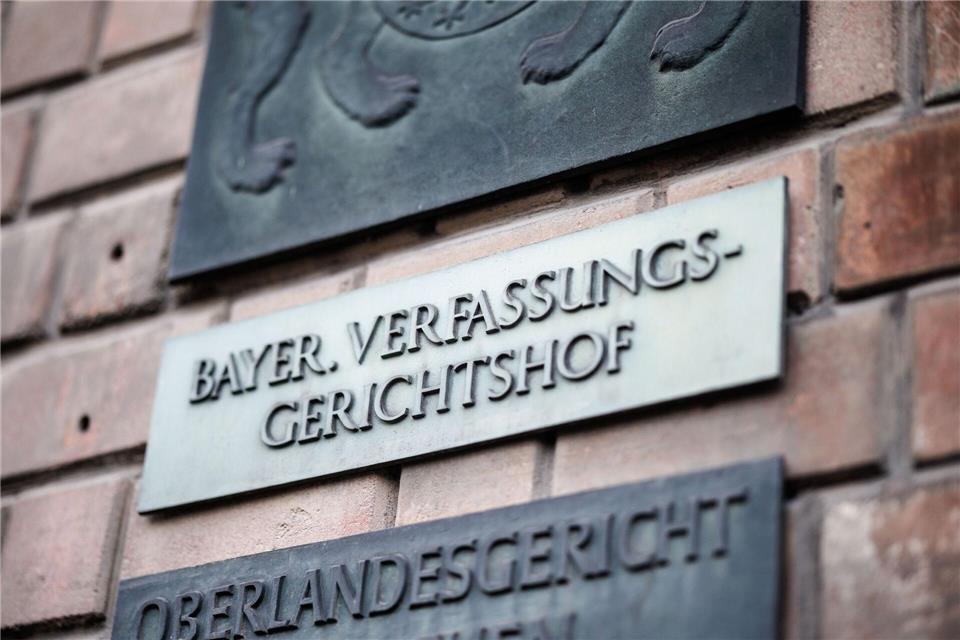 BAYER. VERFASSUNGS-
GERICHTSHOF
OBERLANDESGERICHT